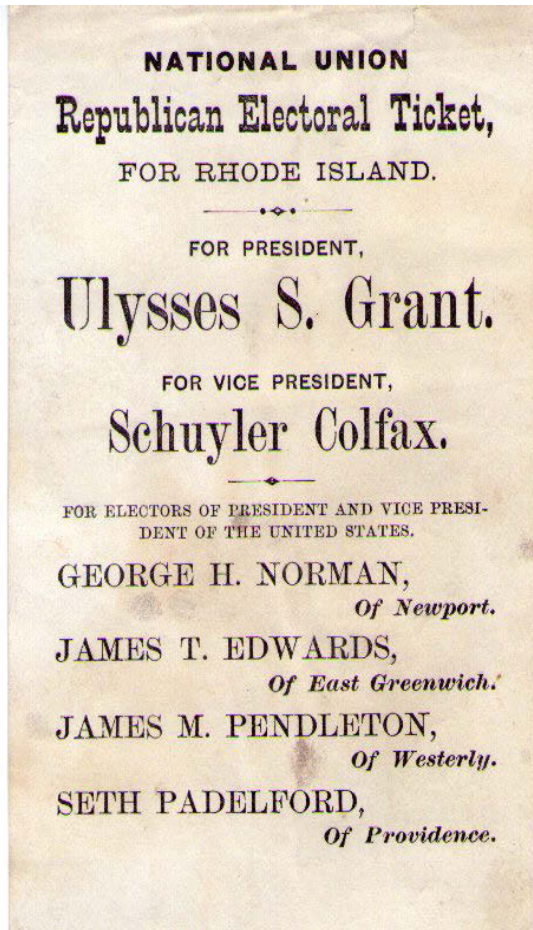 NATIONAL UNION
Republican Electoral Ticket,
FOR RHODE ISLAND.
FOR PRESIDENT,
Ulysses S. Grant.
FOR VICE PRESIDENT,
Schuyler Colfax.
FOR ELECTORS OF PRESIDENT AND VICE PRESI-
DENT OF THE UNITED STATES.
GEORGE H. NORMAN,
Of Newport.
JAMES T. EDWARDS,
Of East Greenwich.
JAMES M. PENDLETON,
Of Westerly.
SETH PADELFORD,
Of Providence.